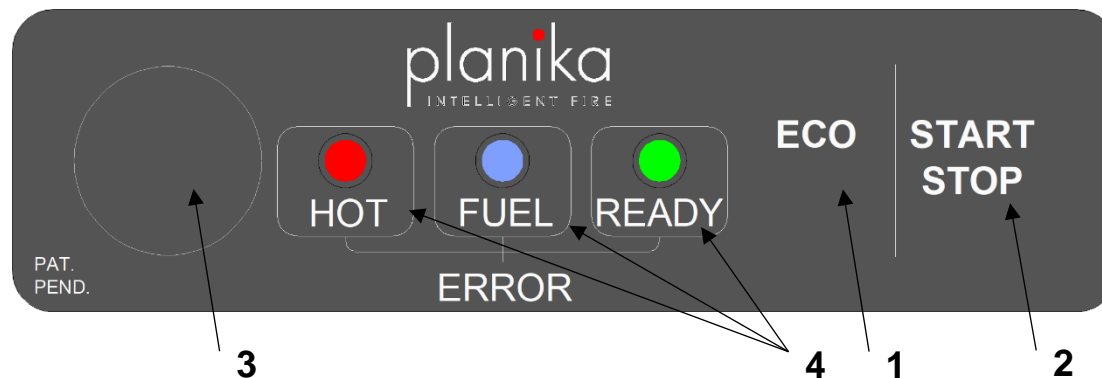 planika
INTELLIGENT FIRE
ECO
START
STOP
HOT
FUEL
READY
PAT.
PEND.
ERROR
3
4
1
2